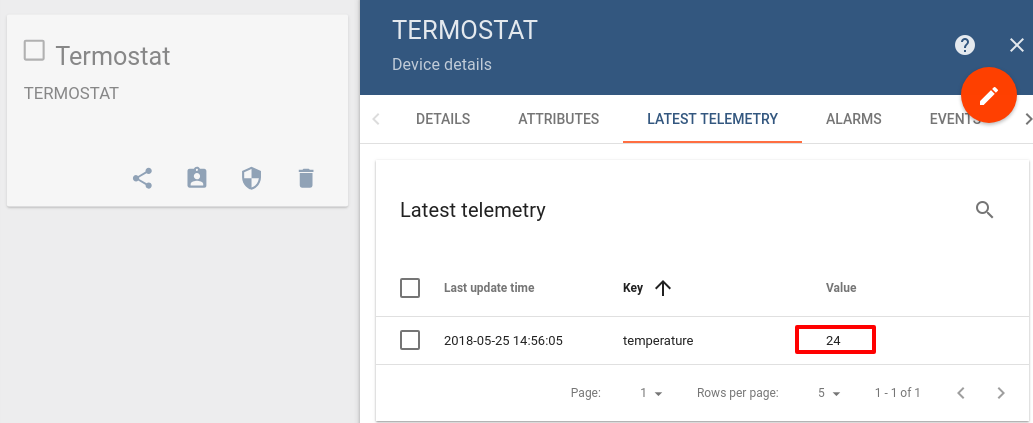 Termostat
TERMOSTAT
TERMOSTAT
Device details
DETAILS ATTRIBUTES LATEST TELEMETRY ALARMS EVENTS
Latest telemetry
Last update time Key Value
2018-05-25 14:56:05 temperature 24
Page: 1 Rows per page: 5 1 - 1 of 1